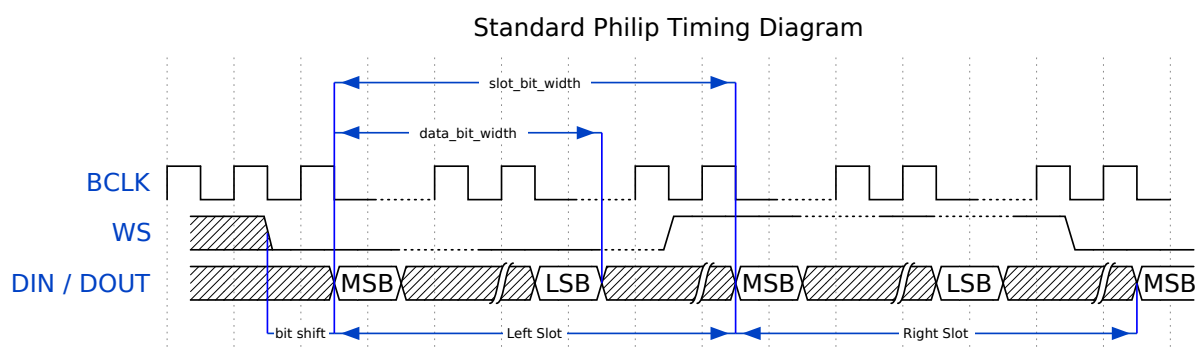 Standard Philip Timing Diagram
slot_bit_width
data_bit_width
BCLK
WS
DIN / DOUT
MSB
LSB
MSB
LSB
MSB
bit shift
Left Slot
Right Slot